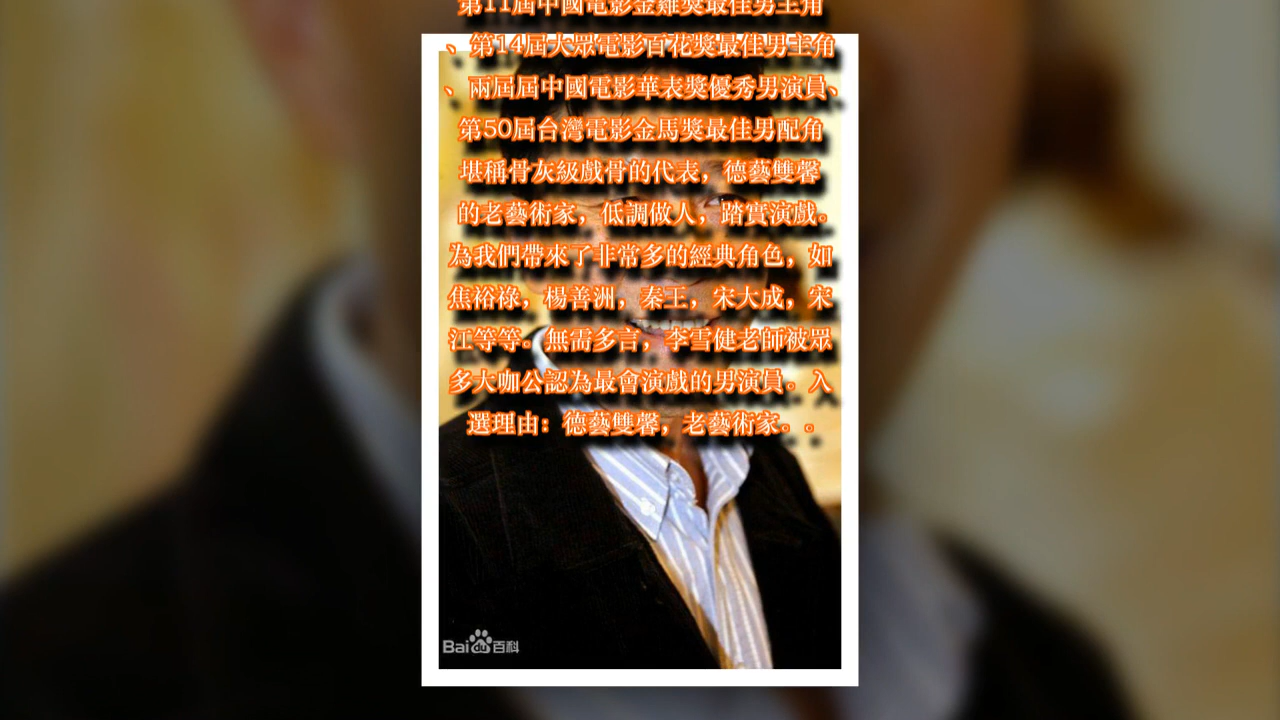 第11屆中國電影金雞獎最佳男主角
、第14屆大眾電影百花獎最佳男主角
、兩屆屆中國電影華表獎優秀男演員、
第50屆台灣電影金馬獎最佳男配角
堪稱骨灰級戲骨的代表，德藝雙馨
的老藝術家，低調做人，踏實演戲。
為我們帶來了非常多的經典角色，如
焦裕祿，楊善洲，秦王，宋大成，宋
江等等。無需多言，李雪健老師被眾
多大咖公認為最會演戲的男演員。入
選理由：德藝雙馨，老藝術家。。
Bai du 百科